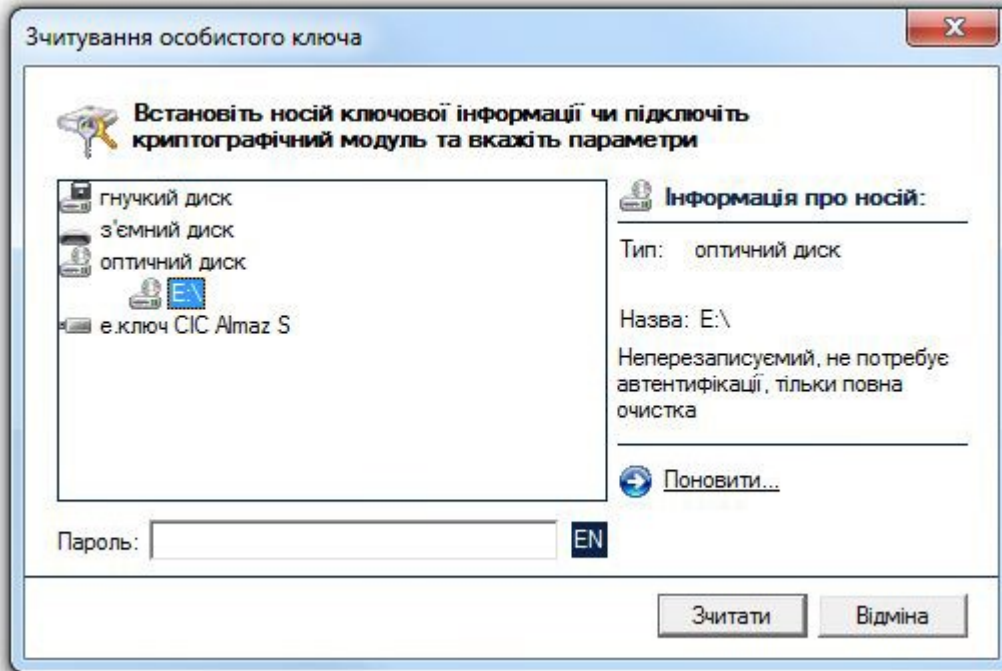 Зчитування особистого ключа
Встановіть носій ключової інформації чи підключіть
криптографічний модуль та вкажіть параметри
гнучкий диск
з'ємний диск
оптичний диск
E:\
е.ключ CIC Almaz S
Інформація про носій:
Тип: оптичний диск
Назва: E:\
Неперезаписуємий, не потребує
автентифікації, тільки повна
очистка
Поновити...
Пароль:
EN
Зчитати
Відміна